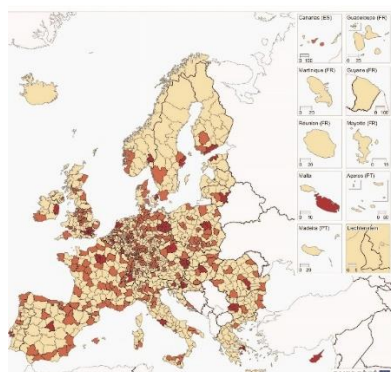 Canarias (ES)
Guadeloupe (FR)
Martinique (FR)
Guyane (FR)
Réunion (FR)
Mayotte (FR)
Malta
Açores (PT)
Madeira (PT)
Liechtenstein